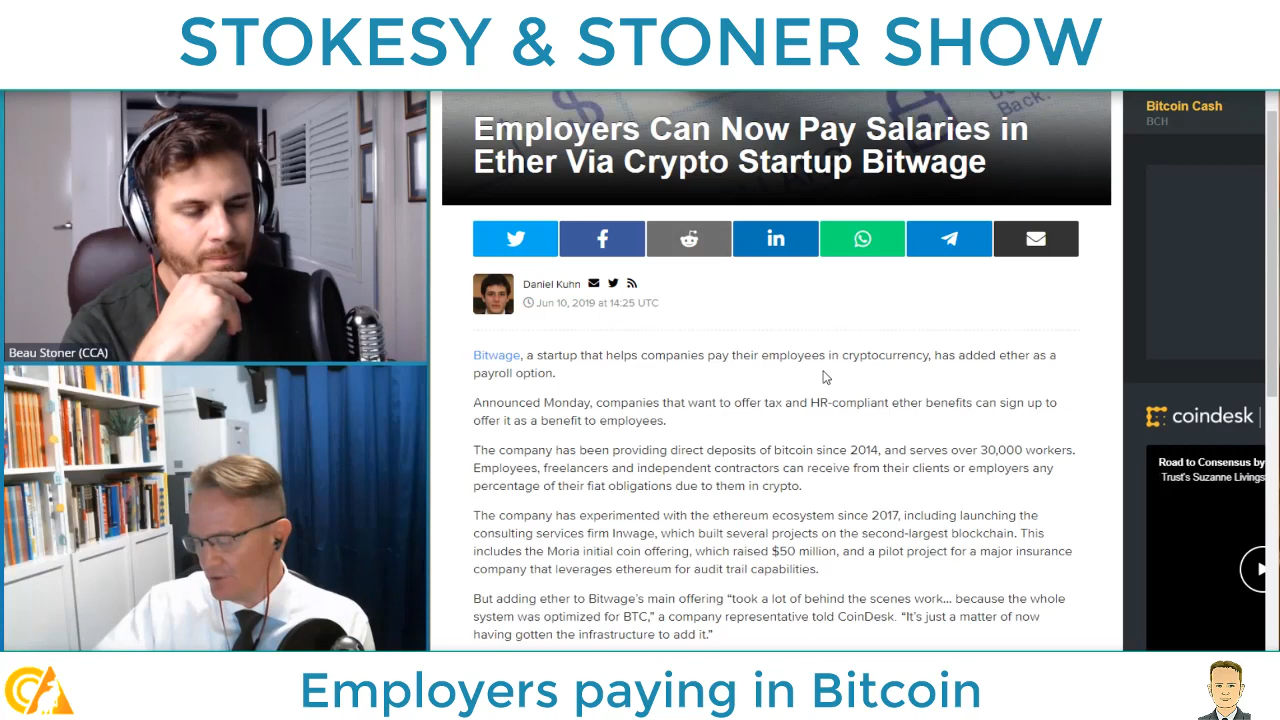 STOKESY & STONER SHOW
Beau Stoner (CCA)
$
Back.
Employers Can Now Pay Salaries in
Ether Via Crypto Startup Bitwage
Daniel Kuhn
Jun 10, 2019 at 14:25 UTC
Bitwage, a startup that helps companies pay their employees in cryptocurrency, has added ether as a
payroll option.
Announced Monday, companies that want to offer tax and HR-compliant ether benefits can sign up to
offer it as a benefit to employees.
The company has been providing direct deposits of bitcoin since 2014, and serves over 30,000 workers.
Employees, freelancers and independent contractors can receive from their clients or employers any
percentage of their fiat obligations due to them in crypto.
The company has experimented with the ethereum ecosystem since 2017, including launching the
consulting services firm Inwage, which built several projects on the second-largest blockchain. This
includes the Moria initial coin offering, which raised $50 million, and a pilot project for a major insurance
company that leverages ethereum for audit trail capabilities.
But adding ether to Bitwage's main offering “took a lot of behind the scenes work… because the whole
system was optimized for BTC,” a company representative told CoinDesk. “It's just a matter of now
having gotten the infrastructure to add it.”
Bitcoin Cash
BCH
coindesk
Road to Consensus by
Trust's Suzanne Livings
Employers paying in Bitcoin